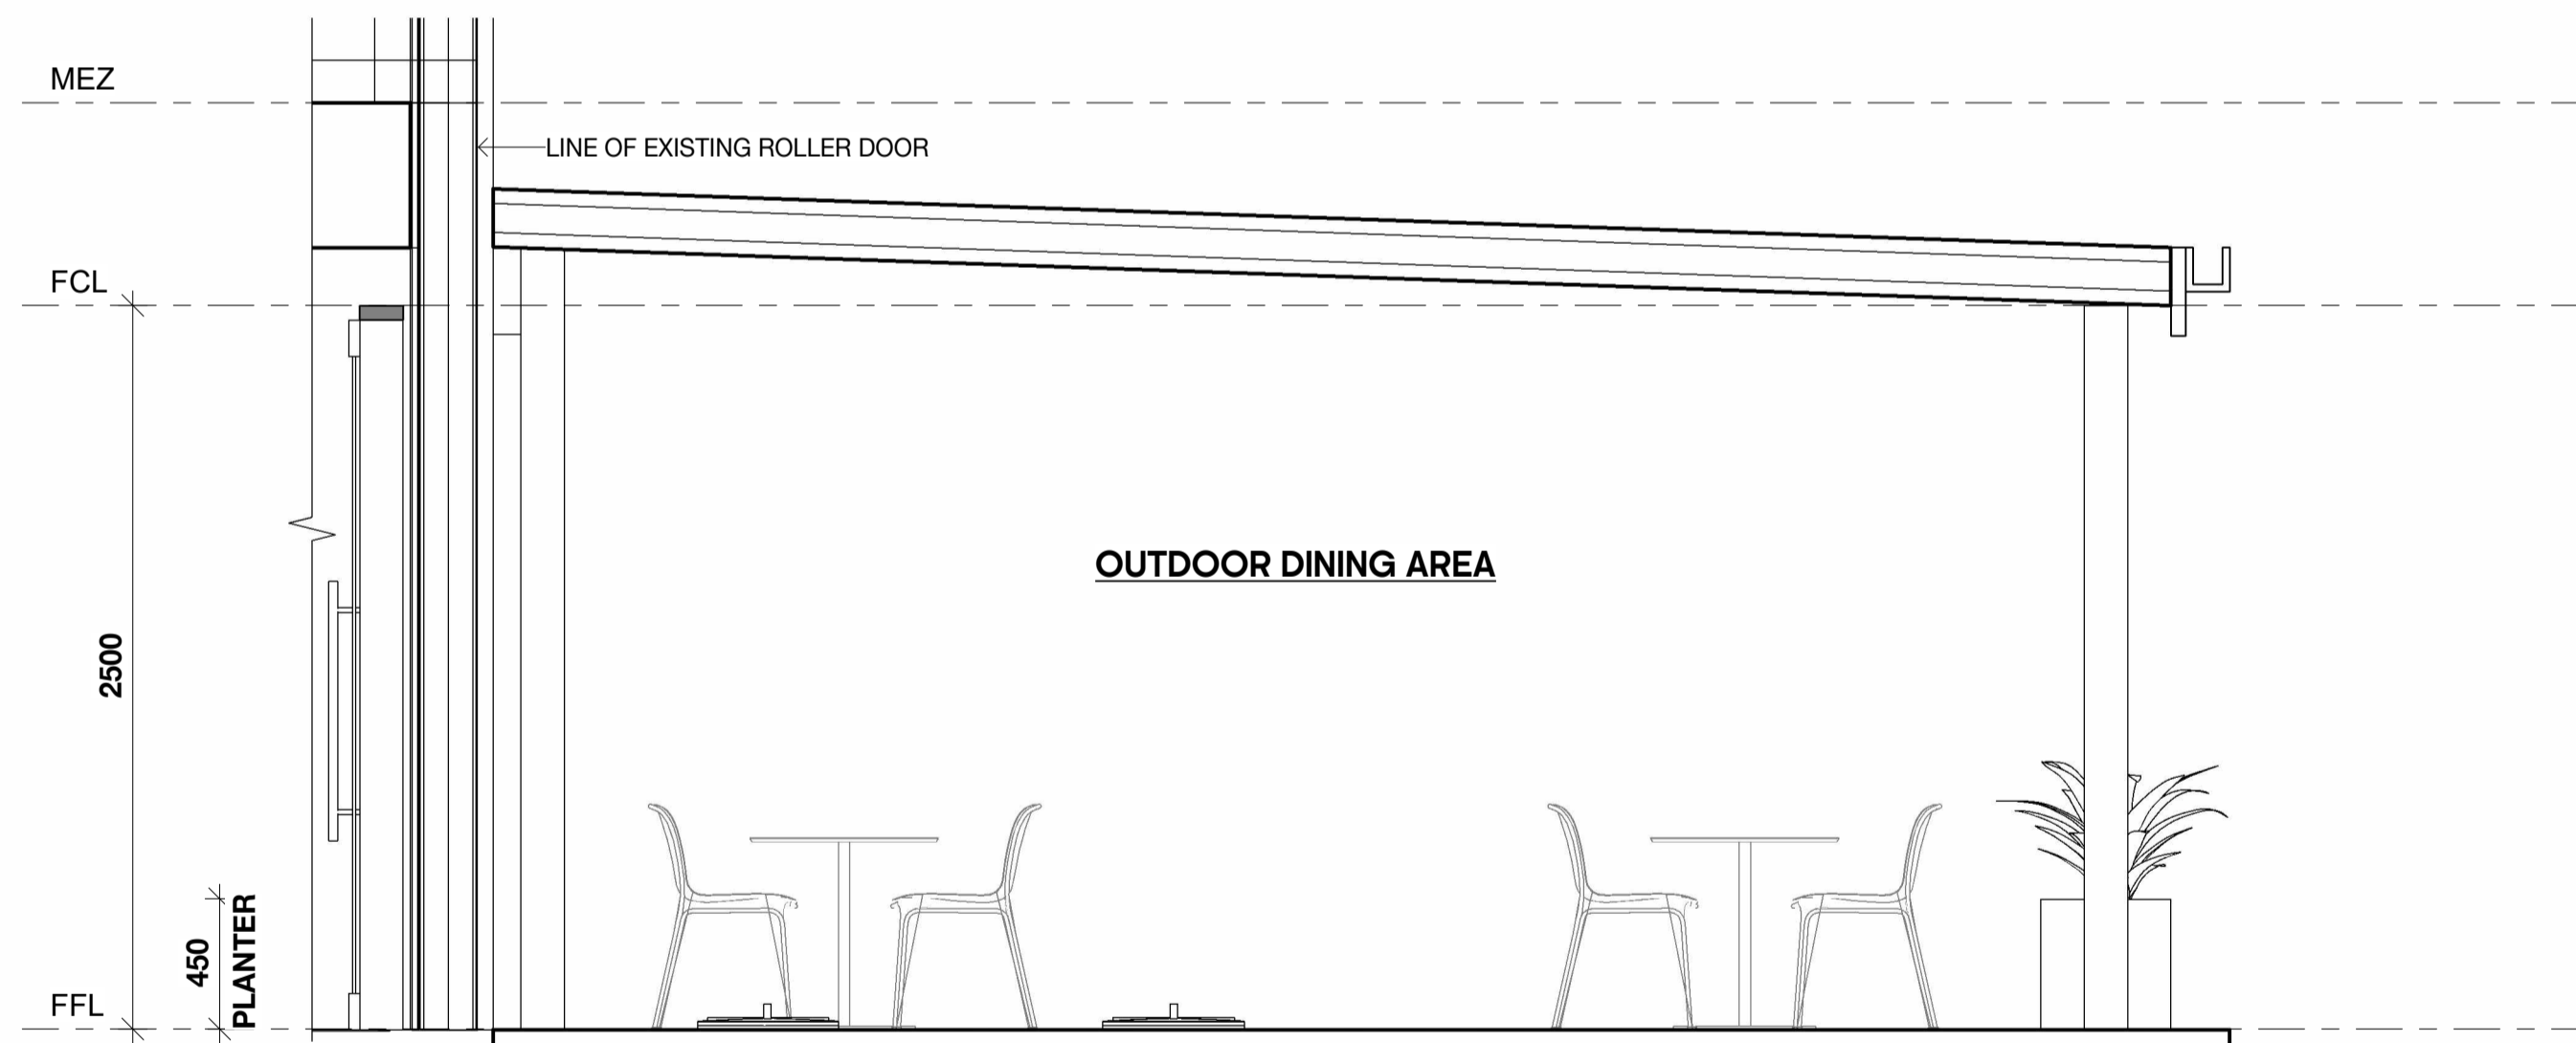 MEZ
LINE OF EXISTING ROLLER DOOR
FCL
OUTDOOR DINING AREA
2500
450
PLANTER
FFL